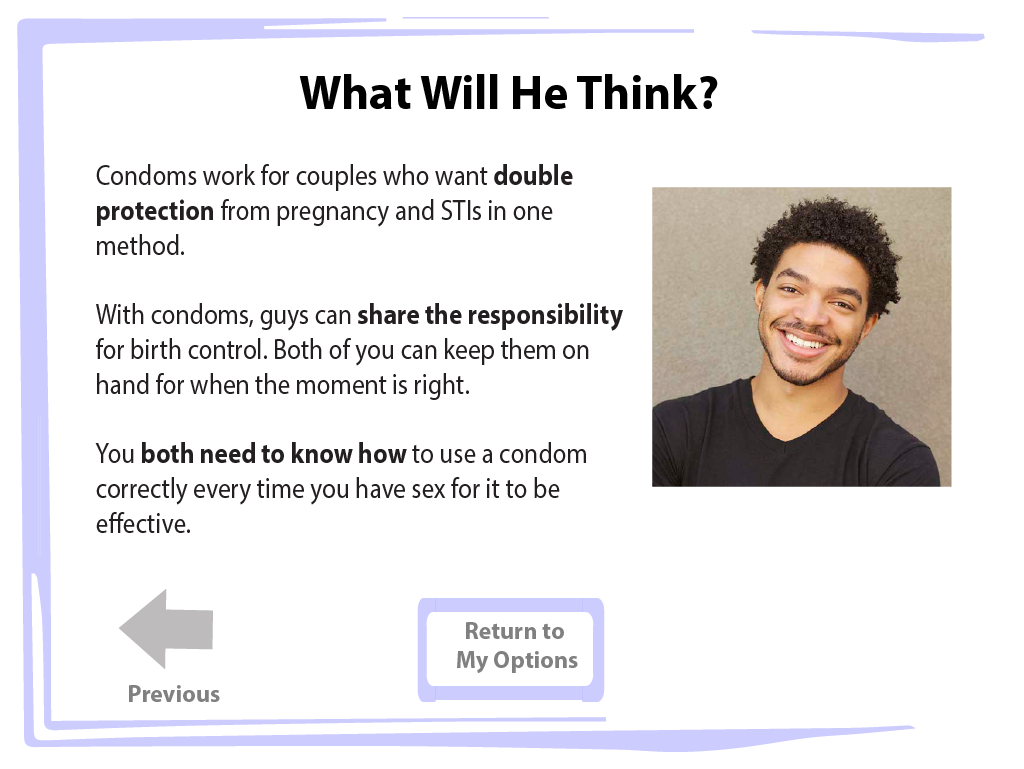 What Will He Think?
Condoms work for couples who want double
protection from pregnancy and STIs in one
method.
With condoms, guys can share the responsibility
for birth control. Both of you can keep them on
hand for when the moment is right.
You both need to know how to use a condom
correctly every time you have sex for it to be
effective.
Return to
My Options
Previous